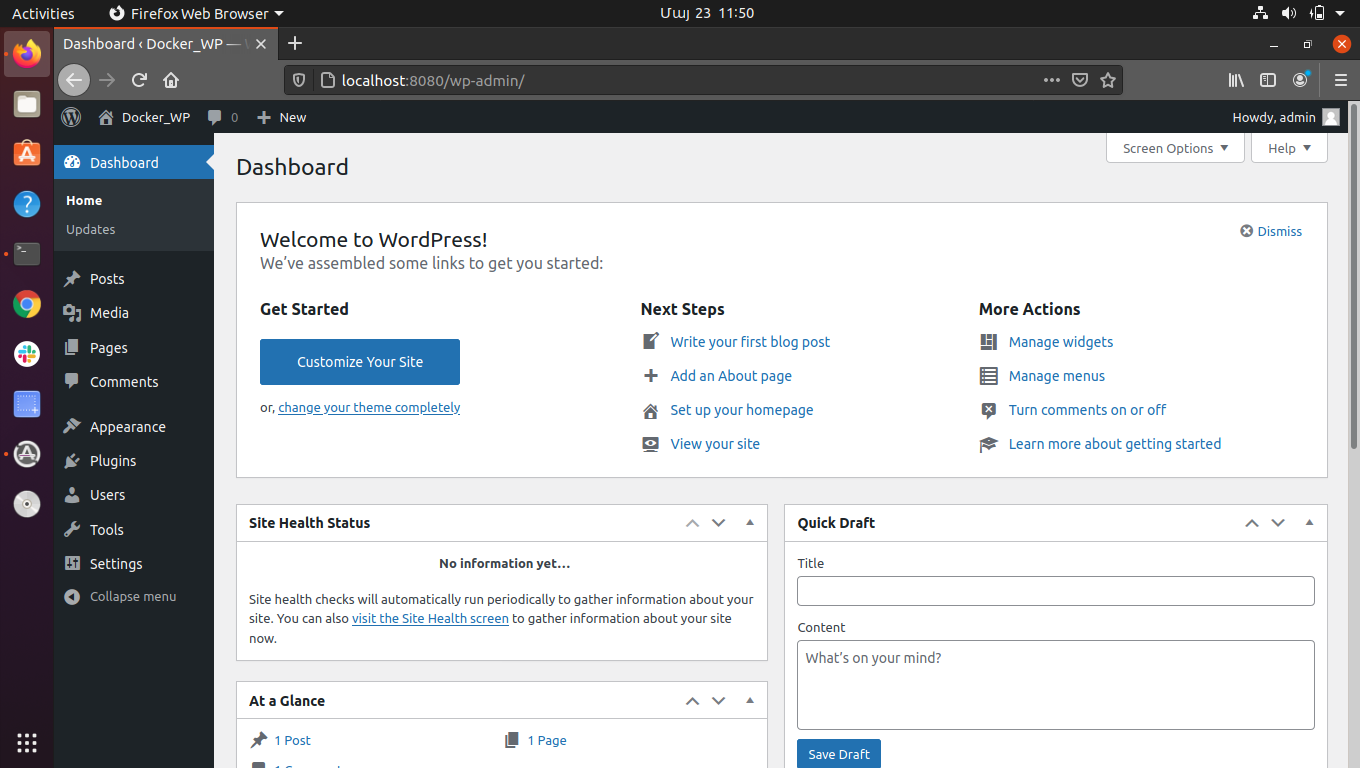 Activities
Firefox Web Browser
Մայ 23 11:50
Dashboard ‹ Docker_WP —
localhost:8080/wp-admin/
Docker_WP
0
New
Howdy, admin
Dashboard
Home
Updates
Posts
Media
Pages
Comments
Appearance
Plugins
Users
Tools
Settings
Collapse menu
Screen Options
Help
Dashboard
Welcome to WordPress!
Dismiss
We've assembled some links to get you started:
Get Started
Customize Your Site
or, change your theme completely
Next Steps
Write your first blog post
Add an About page
Set up your homepage
View your site
More Actions
Manage widgets
Manage menus
Turn comments on or off
Learn more about getting started
Site Health Status
No information yet…
Site health checks will automatically run periodically to gather information about your
site. You can also visit the Site Health screen to gather information about your site
now.
At a Glance
1 Post
1 Page
Quick Draft
Title
Content
What's on your mind?
Save Draft